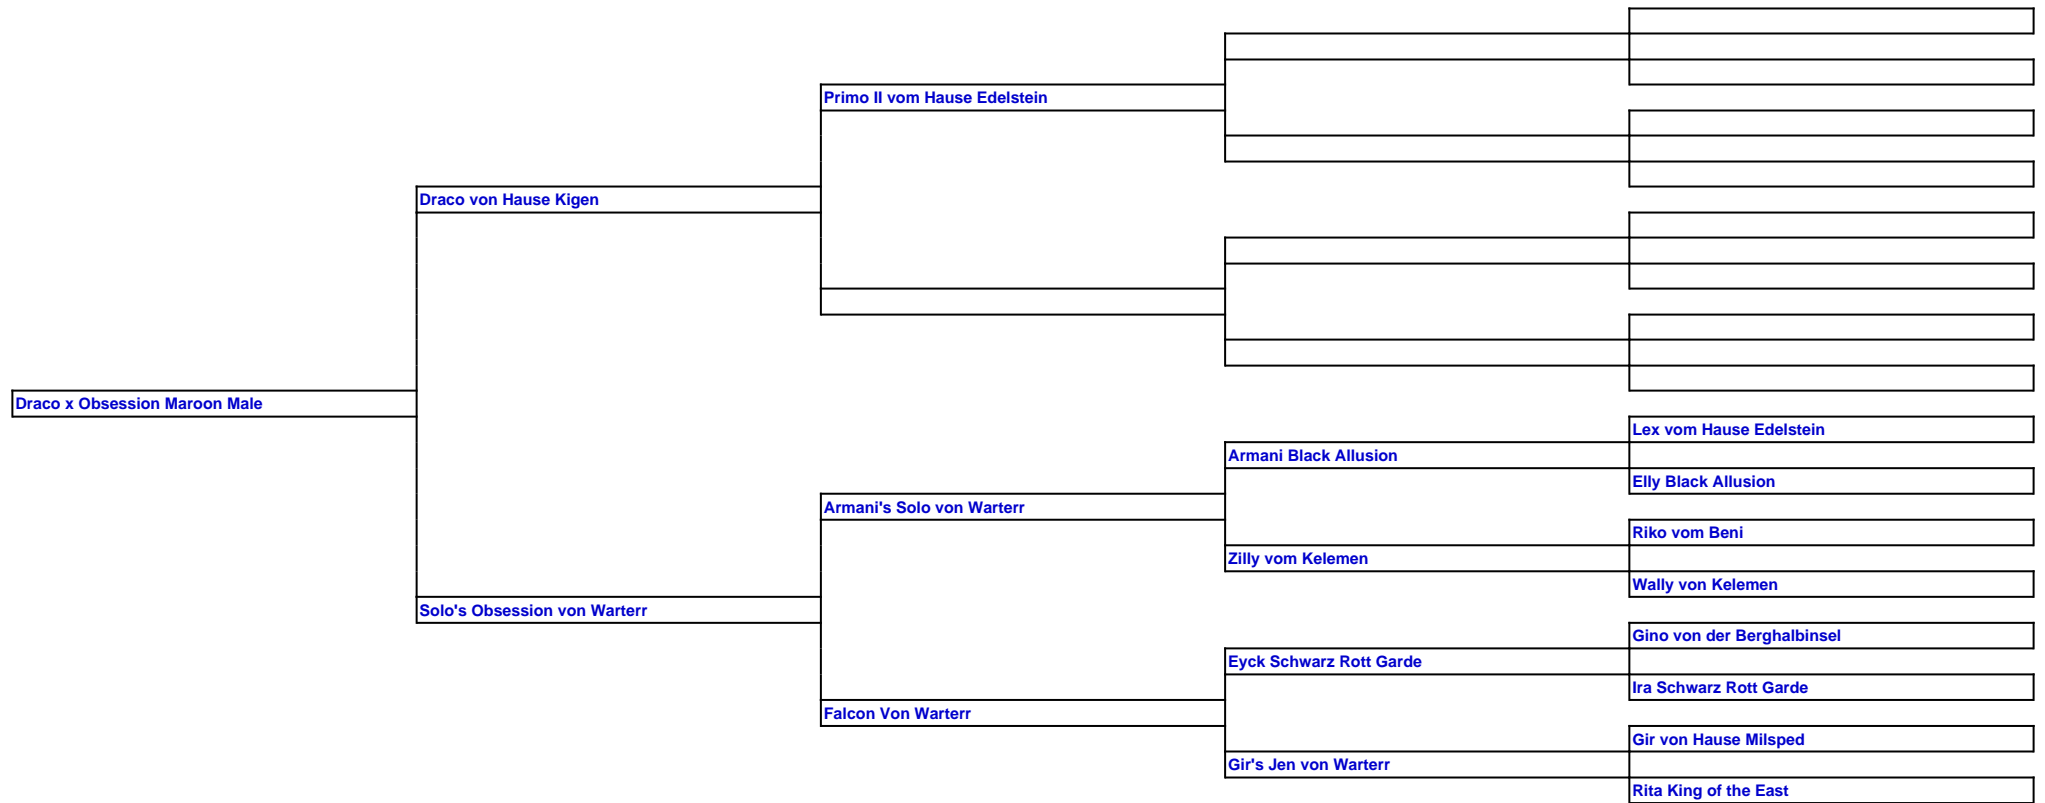 Primo II vom Hause Edelstein
Draco von Hause Kigen
Draco x Obsession Maroon Male
Lex vom Hause Edelstein
Armani Black Allusion
Elly Black Allusion
Armani's Solo von Warterr
Riko vom Beni
Zilly vom Kelemen
Wally von Kelemen
Solo's Obsession von Warterr
Gino von der Berghalbinsel
Eyck Schwarz Rott Garde
Ira Schwarz Rott Garde
Falcon Von Warterr
Gir von Hause Milsped
Gir's Jen von Warterr
Rita King of the East